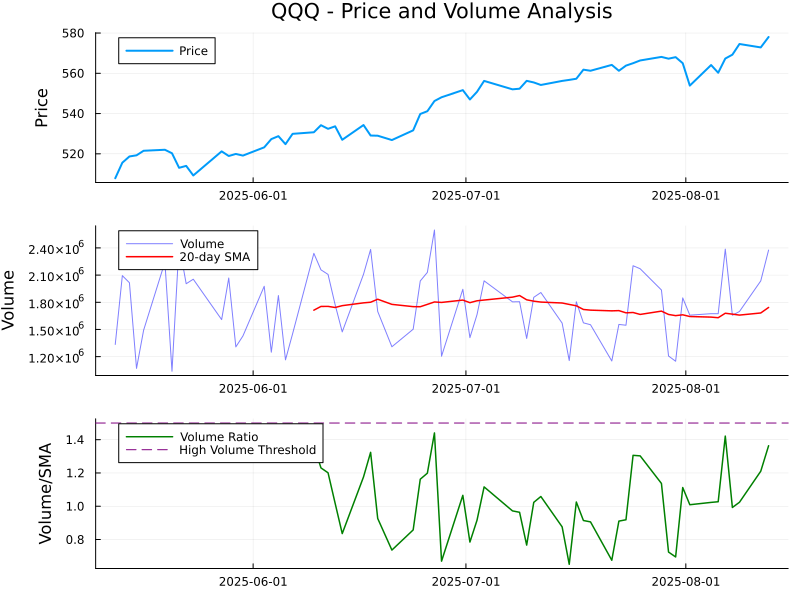 QQQ - Price and Volume Analysis
Price
580
560
540
520
Price
2025-06-01 2025-07-01 2025-08-01
Volume
2.40×10⁶
2.10×10⁶
1.80×10⁶
1.50×10⁶
1.20×10⁶
Volume
20-day SMA
2025-06-01 2025-07-01 2025-08-01
Volume/SMA
1.4
1.2
1.0
0.8
Volume Ratio
High Volume Threshold
2025-06-01 2025-07-01 2025-08-01